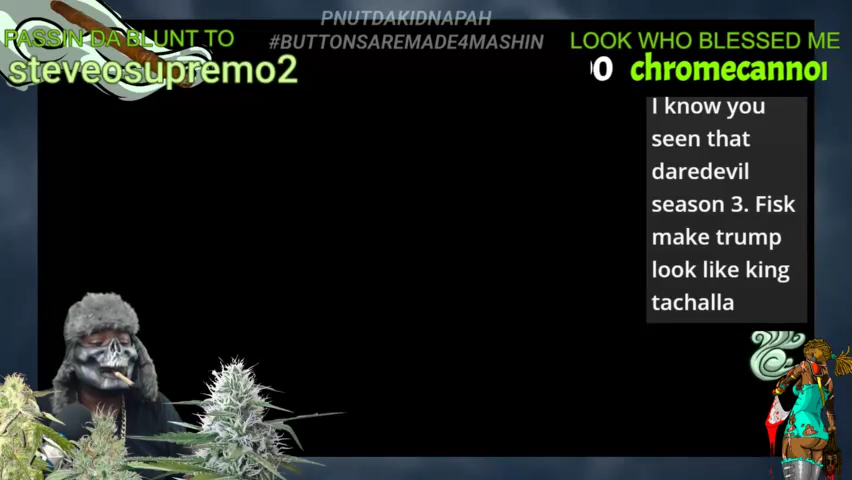 PNUTDAKIDNAPAH
PASSIN DA BLUNT TO
#BUTTONSAREMADE4MASHIN
LOOK WHO BLESSED ME
steveosupremo2
chromecannon
I know you
seen that
daredevil
season 3. Fisk
make trump
look like king
tachalla